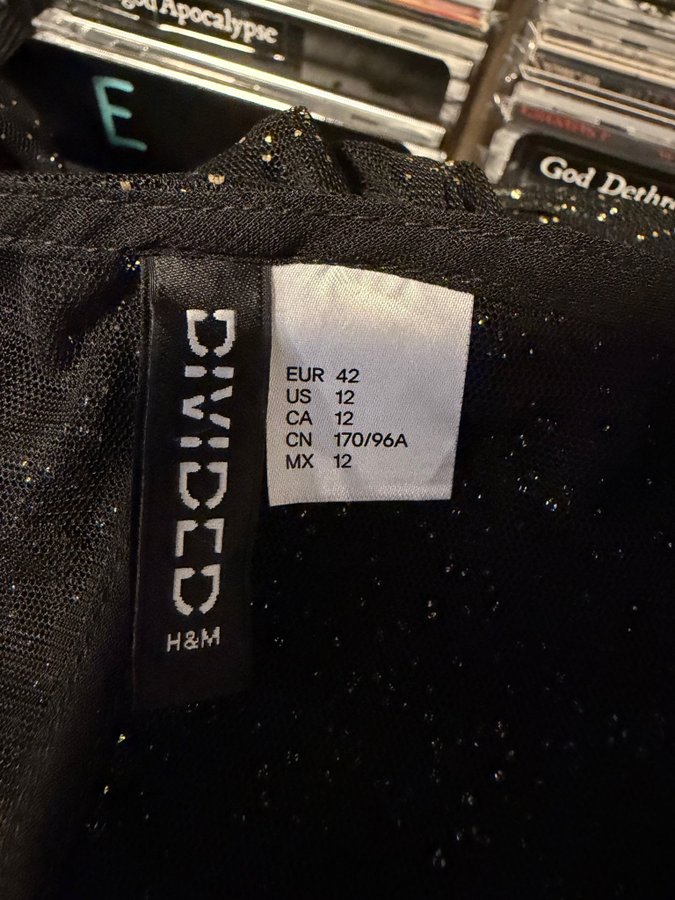 god Apocalypse
E
God Dethr
DIVIDED
H&M
EUR 42
US 12
CA 12
CN 170/96A
MX 12